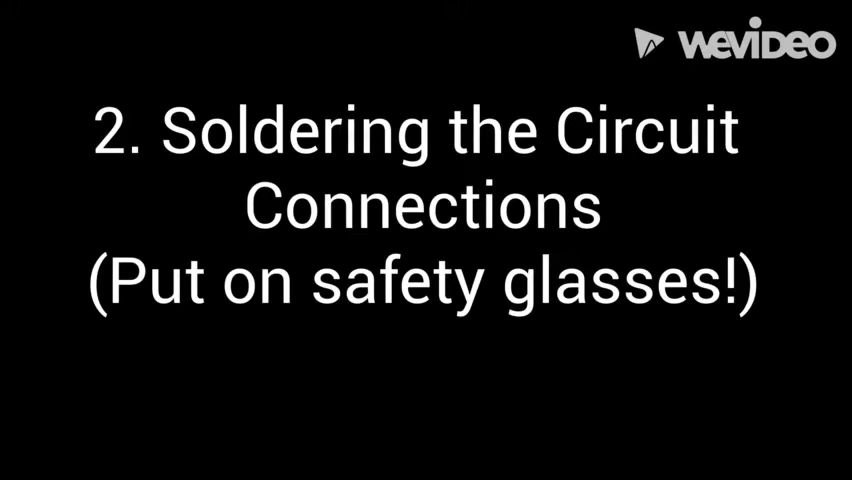 WEVIDEO
2. Soldering the Circuit
Connections
(Put on safety glasses!)